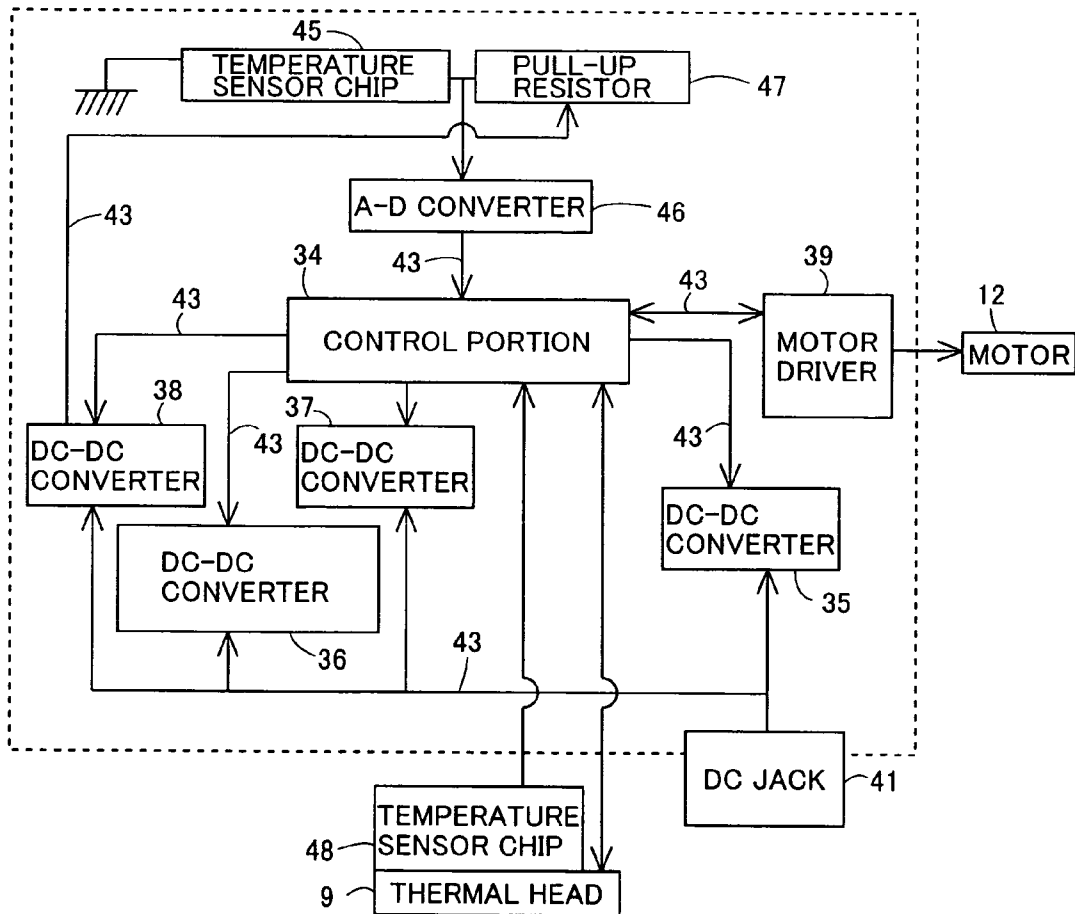 45
TEMPERATURE
SENSOR CHIP
PULL-UP
RESISTOR
47
A-D CONVERTER
46
43
43
34
CONTROL PORTION
43
43
39
MOTOR
DRIVER
12
MOTOR
38
DC-DC
CONVERTER
43
37
DC-DC
CONVERTER
43
DC-DC
CONVERTER
35
DC-DC
CONVERTER
36
43
DC JACK
41
TEMPERATURE
SENSOR CHIP
48
9
THERMAL HEAD